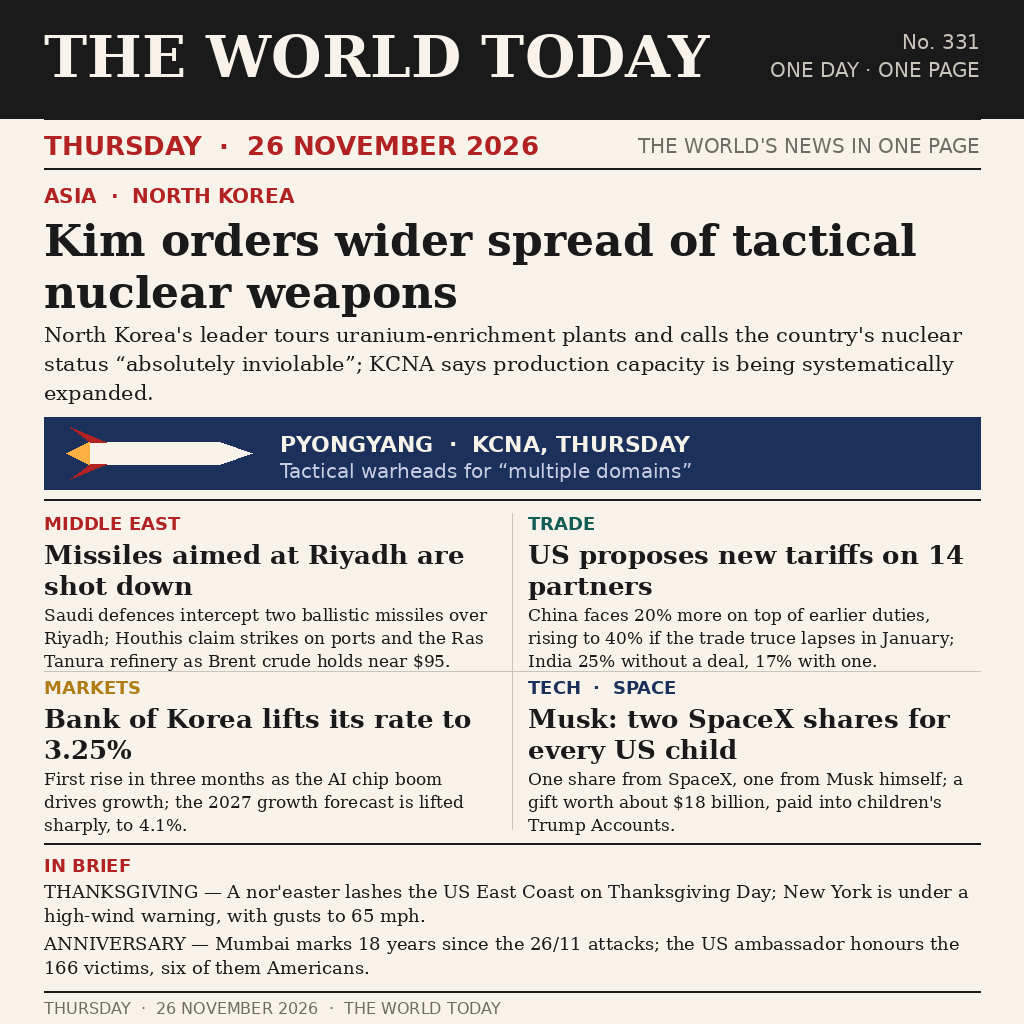 THE WORLD TODAY
No. 331
ONE DAY · ONE PAGE
THURSDAY · 26 NOVEMBER 2026
THE WORLD'S NEWS IN ONE PAGE
ASIA · NORTH KOREA
Kim orders wider spread of tactical
nuclear weapons
North Korea's leader tours uranium-enrichment plants and calls the country's nuclear
status “absolutely inviolable”; KCNA says production capacity is being systematically
expanded.
PYONGYANG · KCNA, THURSDAY
Tactical warheads for “multiple domains”
MIDDLE EAST
Missiles aimed at Riyadh are
shot down
Saudi defences intercept two ballistic missiles over
Riyadh; Houthis claim strikes on ports and the Ras
Tanura refinery as Brent crude holds near $95.
TRADE
US proposes new tariffs on 14
partners
China faces 20% more on top of earlier duties,
rising to 40% if the trade truce lapses in January;
India 25% without a deal, 17% with one.
MARKETS
Bank of Korea lifts its rate to
3.25%
First rise in three months as the AI chip boom
drives growth; the 2027 growth forecast is lifted
sharply, to 4.1%.
TECH · SPACE
Musk: two SpaceX shares for
every US child
One share from SpaceX, one from Musk himself; a
gift worth about $18 billion, paid into children's
Trump Accounts.
IN BRIEF
THANKSGIVING — A nor'easter lashes the US East Coast on Thanksgiving Day; New York is under a
high-wind warning, with gusts to 65 mph.
ANNIVERSARY — Mumbai marks 18 years since the 26/11 attacks; the US ambassador honours the
166 victims, six of them Americans.
THURSDAY · 26 NOVEMBER 2026 · THE WORLD TODAY